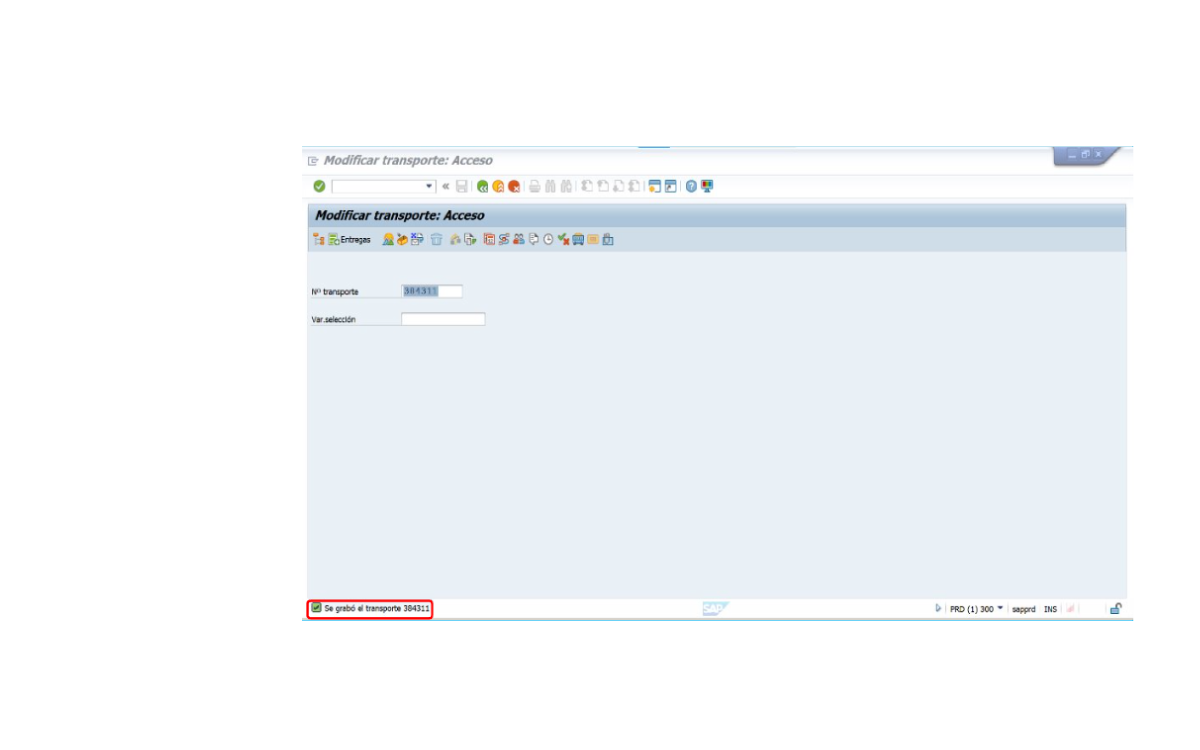 Modificar transporte: Acceso
Modificar transporte: Acceso
Entregas
Nº transporte 384311
Var.selección
Se grabó el transporte 384311
SAP
PRD (1) 300 sapprd INS